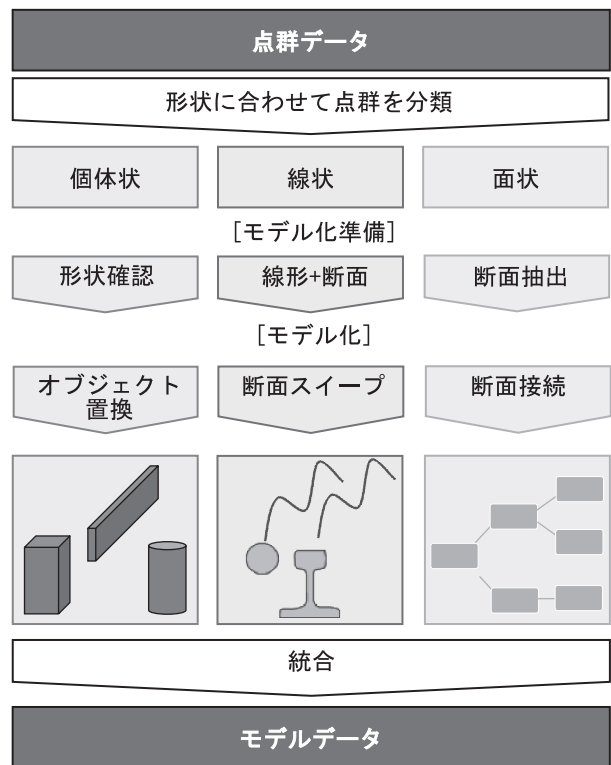 点群データ
形状に合わせて点群を分類
個体状
線状
面状
［モデル化準備］
形状確認
線形+断面
断面抽出
［モデル化］
オブジェクト
置換
断面スイープ
断面接続
統合
モデルデータ